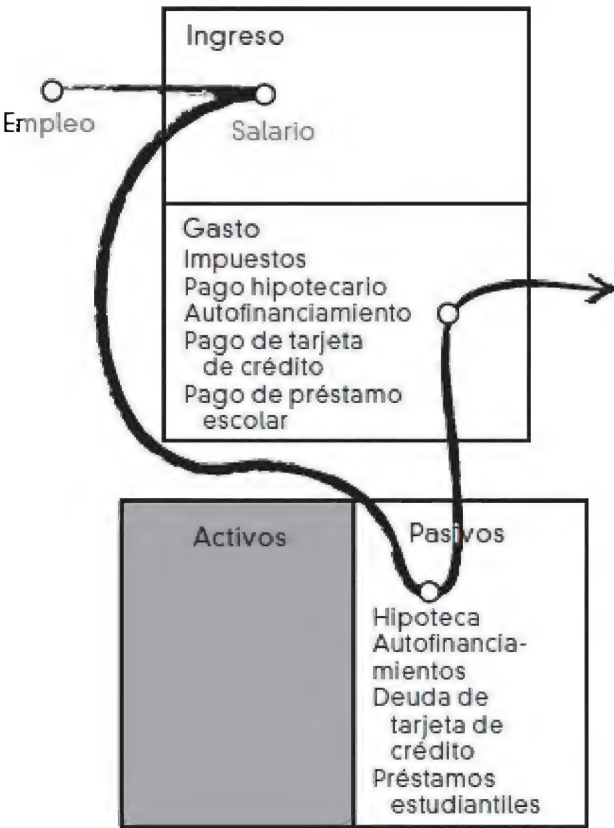 Ingreso
Empleo
Salario
Gasto
Impuestos
Pago hipotecario
Autofinanciamiento
Pago de tarjeta
de crédito
Pago de préstamo
escolar
Activos
Pasivos
Hipoteca
Autofinancia-
mientos
Deuda de
tarjeta de
crédito
Préstamos
estudiantiles